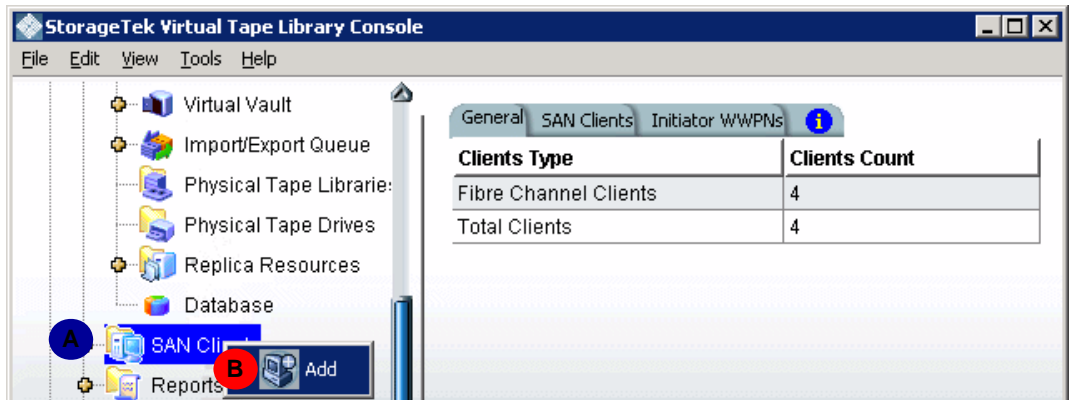 StorageTek Virtual Tape Library Console
File Edit View Tools Help
Virtual Vault
Import/Export Queue
Physical Tape Libraries
Physical Tape Drives
Replica Resources
Database
A SAN Clie
B Add
Reports
General SAN Clients Initiator WWPNs i
Clients Type Clients Count
Fibre Channel Clients 4
Total Clients 4